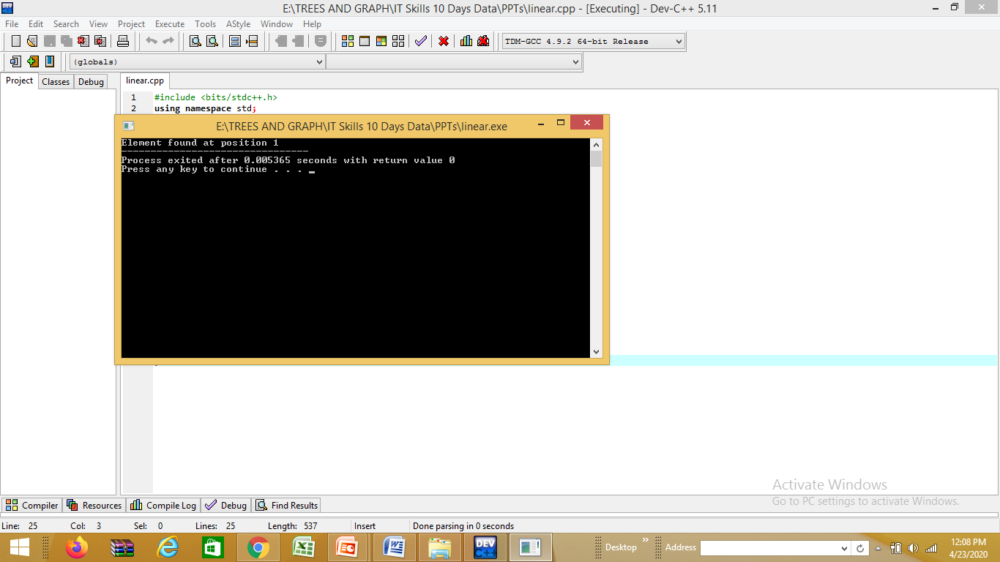 E:\TREES AND GRAPH\IT Skills 10 Days Data\PPTs\linear.cpp - [Executing] - Dev-C++ 5.11
File Edit Search View Project Execute Tools AStyle Window Help
TDM-GCC 4.9.2 64-bit Release
(globals)
Project Classes Debug
linear.cpp
1 #include <bits/stdc++.h>
2 using namespace std;
E:\TREES AND GRAPH\IT Skills 10 Days Data\PPTs\linear.exe
Element found at position 1
--------------------------------
Process exited after 0.005365 seconds with return value 0
Press any key to continue . . . _
Activate Windows
Go to PC settings to activate Windows.
Compiler Resources Compile Log Debug Find Results
Line: 25 Col: 3 Sel: 0 Lines: 25 Length: 537 Insert Done parsing in 0 seconds
DEV C++
Desktop » Address
12:08 PM
4/23/2020